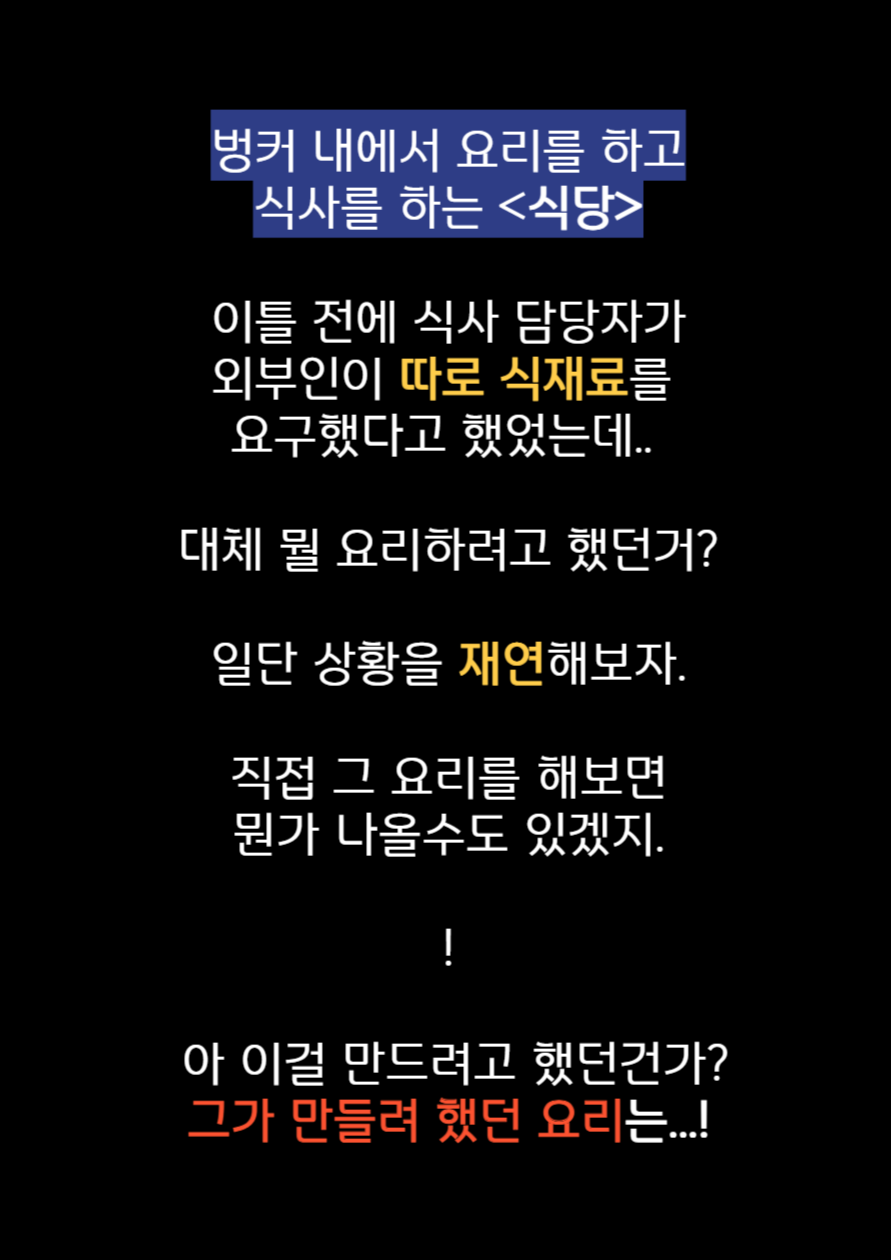 벙커 내에서 요리를 하고
식사를 하는 <식당>
이틀 전에 식사 담당자가
외부인이 따로 식재료를
요구했다고 했었는데..
대체 뭘 요리하려고 했던거?
일단 상황을 재연해보자.
직접 그 요리를 해보면
뭔가 나올수도 있겠지.
!
아 이걸 만드려고 했던건가?
그가 만들려 했던 요리는...!